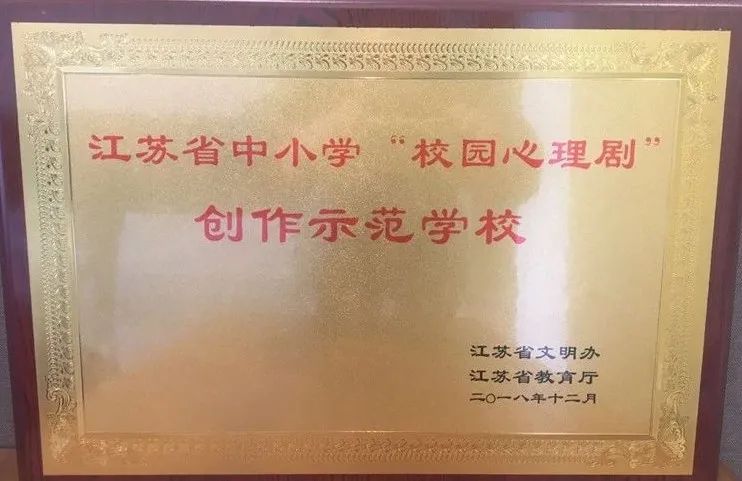 江苏省中小学“校园心理剧”
创作示范学校
江苏省文明办
江苏省教育厅
二〇一八年十二月